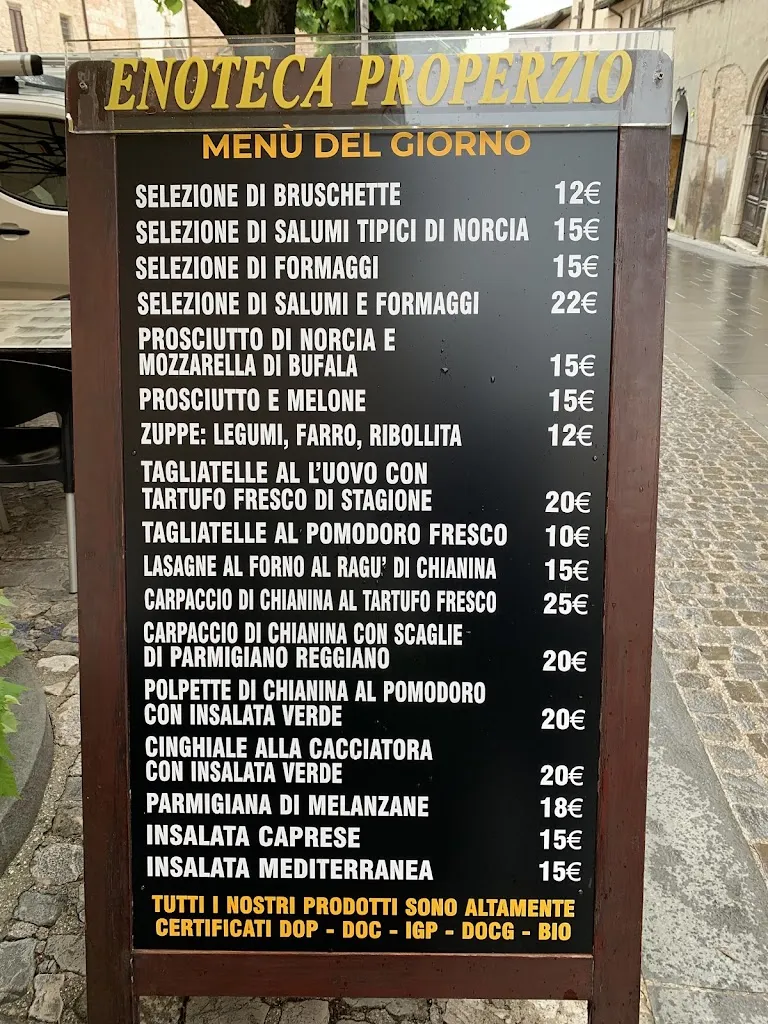 ENOTECA PROPERZIO
MENÙ DEL GIORNO
SELEZIONE DI BRUSCHETTE 12€
SELEZIONE DI SALUMI TIPICI DI NORCIA 15€
SELEZIONE DI FORMAGGI 15€
SELEZIONE DI SALUMI E FORMAGGI 22€
PROSCIUTTO DI NORCIA E
MOZZARELLA DI BUFALA 15€
PROSCIUTTO E MELONE 15€
ZUPPE: LEGUMI, FARRO, RIBOLLITA 12€
TAGLIATELLE AL L'UOVO CON
TARTUFO FRESCO DI STAGIONE 20€
TAGLIATELLE AL POMODORO FRESCO 10€
LASAGNE AL FORNO AL RAGU' DI CHIANINA 15€
CARPACCIO DI CHIANINA AL TARTUFO FRESCO 25€
CARPACCIO DI CHIANINA CON SCAGLIE
DI PARMIGIANO REGGIANO 20€
POLPETTE DI CHIANINA AL POMODORO
CON INSALATA VERDE 20€
CINGHIALE ALLA CACCIATORA
CON INSALATA VERDE 20€
PARMIGIANA DI MELANZANE 18€
INSALATA CAPRESE 15€
INSALATA MEDITERRANEA 15€
TUTTI I NOSTRI PRODOTTI SONO ALTAMENTE
CERTIFICATI DOP - DOC - IGP - DOCG - BIO